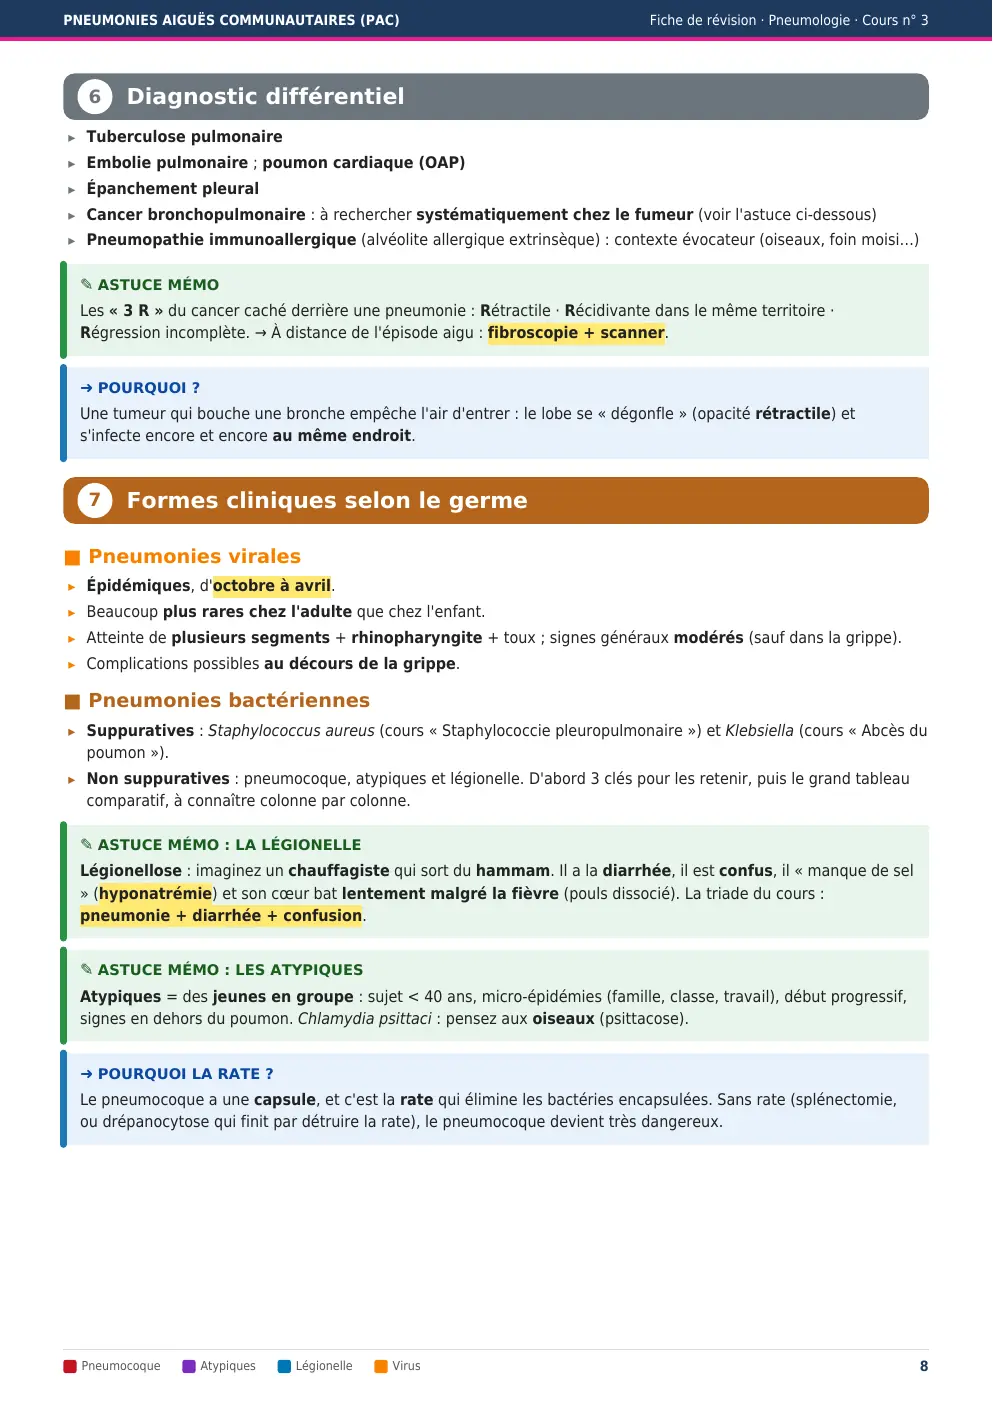 PNEUMONIES AIGUËS COMMUNAUTAIRES (PAC)
Fiche de révision · Pneumologie · Cours n° 3
6 Diagnostic différentiel
▸ Tuberculose pulmonaire
▸ Embolie pulmonaire ; poumon cardiaque (OAP)
▸ Épanchement pleural
▸ Cancer bronchopulmonaire : à rechercher systématiquement chez le fumeur (voir l'astuce ci-dessous)
▸ Pneumopathie immunoallergique (alvéolite allergique extrinsèque) : contexte évocateur (oiseaux, foin moisi…)
✎ ASTUCE MÉMO
Les « 3 R » du cancer caché derrière une pneumonie : Rétractile · Récidivante dans le même territoire ·
Régression incomplète. → À distance de l'épisode aigu : fibroscopie + scanner.
➜ POURQUOI ?
Une tumeur qui bouche une bronche empêche l'air d'entrer : le lobe se « dégonfle » (opacité rétractile) et
s'infecte encore et encore au même endroit.
7 Formes cliniques selon le germe
■ Pneumonies virales
▸ Épidémiques, d'octobre à avril.
▸ Beaucoup plus rares chez l'adulte que chez l'enfant.
▸ Atteinte de plusieurs segments + rhinopharyngite + toux ; signes généraux modérés (sauf dans la grippe).
▸ Complications possibles au décours de la grippe.
■ Pneumonies bactériennes
▸ Suppuratives : Staphylococcus aureus (cours « Staphylococcie pleuropulmonaire ») et Klebsiella (cours « Abcès du
poumon »).
▸ Non suppuratives : pneumocoque, atypiques et légionelle. D'abord 3 clés pour les retenir, puis le grand tableau
comparatif, à connaître colonne par colonne.
✎ ASTUCE MÉMO : LA LÉGIONELLE
Légionellose : imaginez un chauffagiste qui sort du hammam. Il a la diarrhée, il est confus, il « manque de sel
» (hyponatrémie) et son cœur bat lentement malgré la fièvre (pouls dissocié). La triade du cours :
pneumonie + diarrhée + confusion.
✎ ASTUCE MÉMO : LES ATYPIQUES
Atypiques = des jeunes en groupe : sujet < 40 ans, micro-épidémies (famille, classe, travail), début progressif,
signes en dehors du poumon. Chlamydia psittaci : pensez aux oiseaux (psittacose).
➜ POURQUOI LA RATE ?
Le pneumocoque a une capsule, et c'est la rate qui élimine les bactéries encapsulées. Sans rate (splénectomie,
ou drépanocytose qui finit par détruire la rate), le pneumocoque devient très dangereux.
Pneumocoque Atypiques Légionelle Virus
8